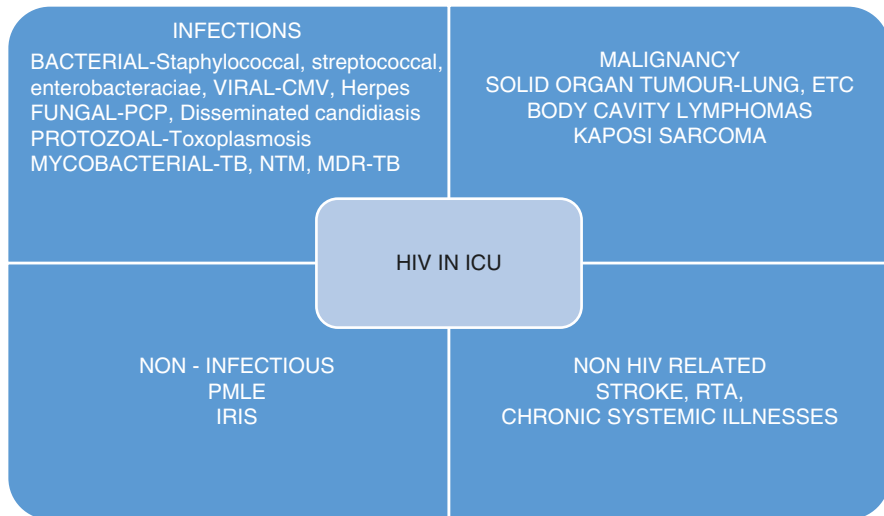 INFECTIONS
BACTERIAL-Staphylococcal, streptococcal,
enterobacteraciae, VIRAL-CMV, Herpes
FUNGAL-PCP, Disseminated candidiasis
PROTOZOAL-Toxoplasmosis
MYCOBACTERIAL-TB, NTM, MDR-TB
MALIGNANCY
SOLID ORGAN TUMOUR-LUNG, ETC
BODY CAVITY LYMPHOMAS
KAPOSI SARCOMA
HIV IN ICU
NON - INFECTIOUS
PMLE
IRIS
NON HIV RELATED
STROKE, RTA,
CHRONIC SYSTEMIC ILLNESSES